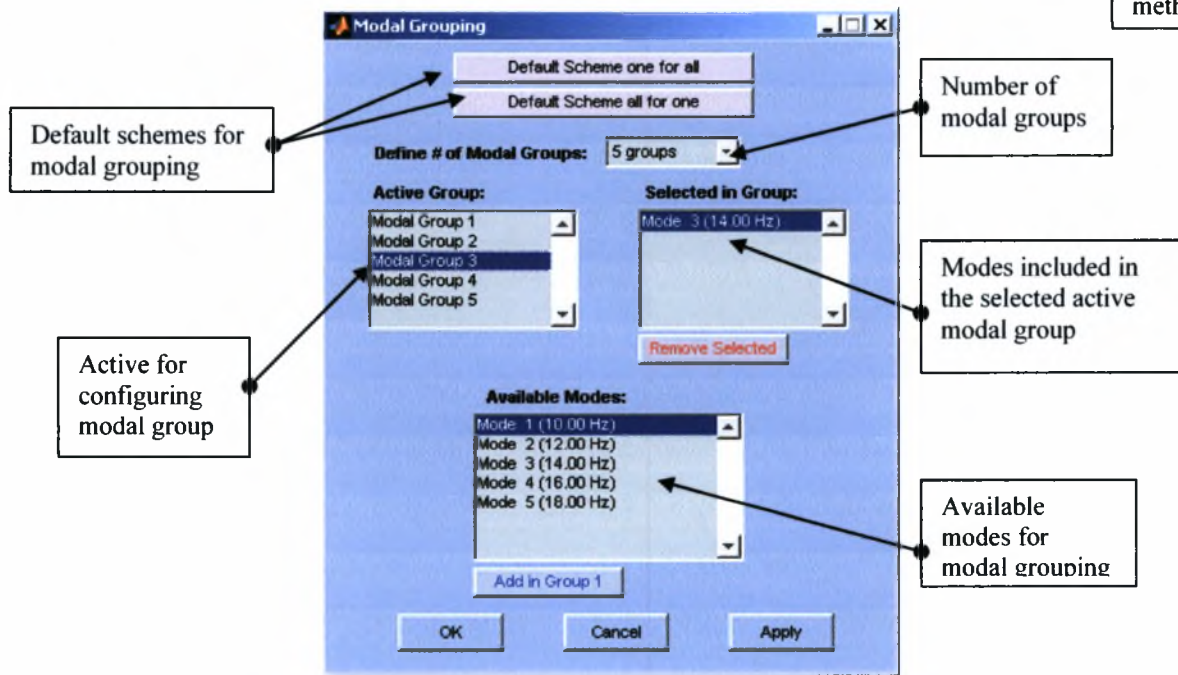 meth
Modal Grouping
Default Scheme one for all
Default Scheme all for one
Default schemes for
modal grouping
Number of
modal groups
Define # of Modal Groups:
5 groups
Active Group:
Modal Group 1
Modal Group 2
Modal Group 3
Modal Group 4
Modal Group 5
Selected in Group:
Mode 3 (14.00 Hz)
Remove Selected
Modes included in
the selected active
modal group
Active for
configuring
modal group
Available Modes:
Mode 1 (10.00 Hz)
Mode 2 (12.00 Hz)
Mode 3 (14.00 Hz)
Mode 4 (16.00 Hz)
Mode 5 (18.00 Hz)
Add in Group 1
Available
modes for
modal grouping
OK
Cancel
Apply